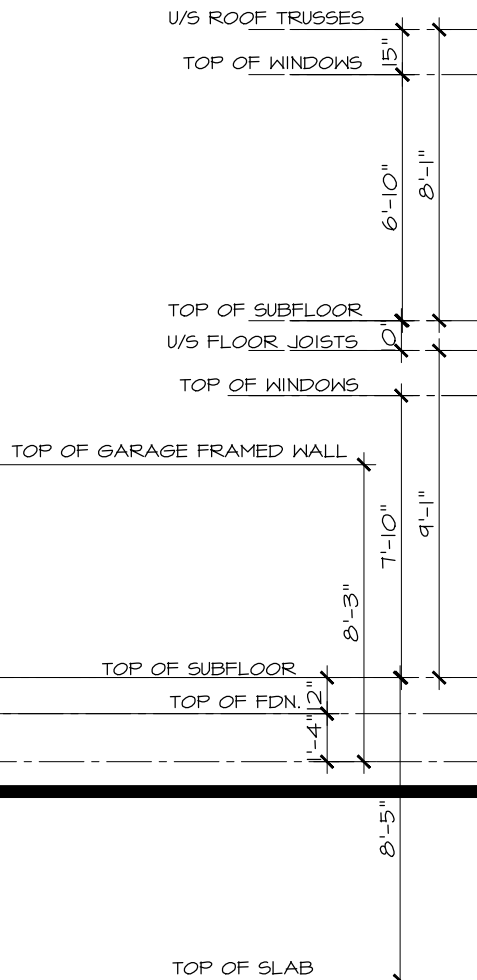 U/S ROOF TRUSSES
15"
TOP OF WINDOWS
6'-10"
8'-1"
TOP OF SUBFLOOR
10"
U/S FLOOR JOISTS
TOP OF WINDOWS
TOP OF GARAGE FRAMED WALL
7'-10"
9'-1"
8'-3"
TOP OF SUBFLOOR
12"
TOP OF FDN.
1'-4"
8'-5"
TOP OF SLAB